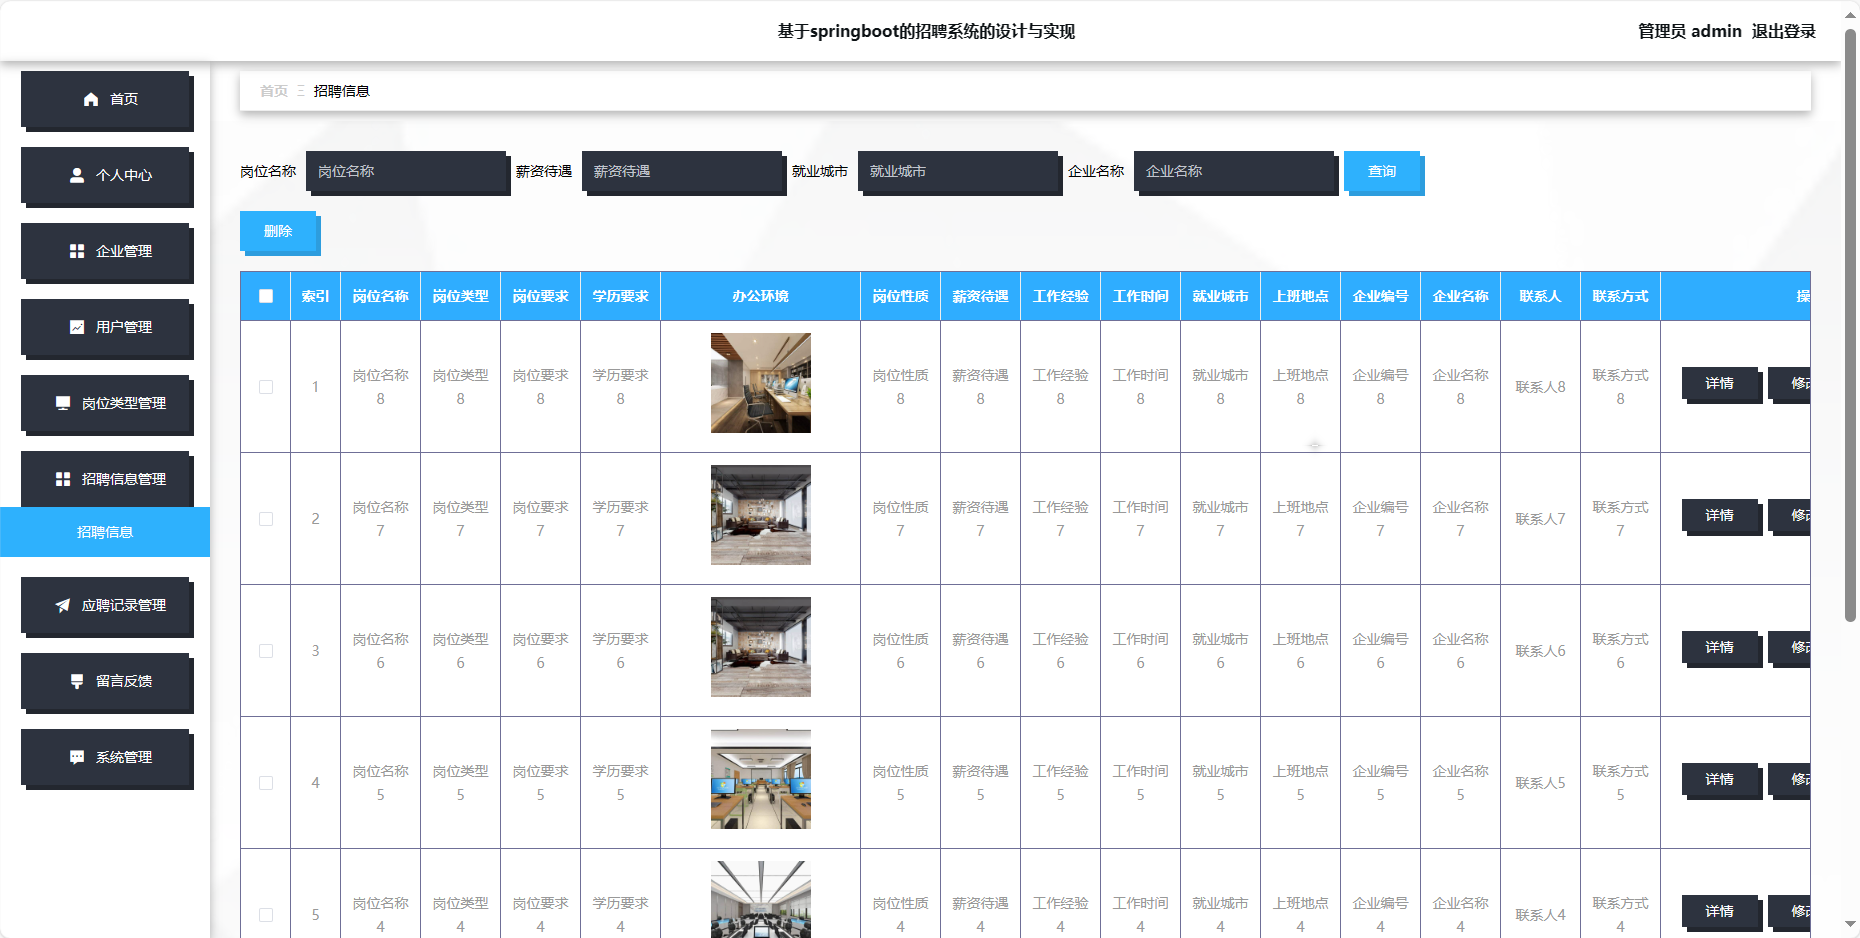 基于springboot的招聘系统的设计与实现
管理员 admin 退出登录
首页
个人中心
企业管理
用户管理
岗位类型管理
招聘信息管理
招聘信息
应聘记录管理
留言反馈
系统管理
首页 招聘信息
岗位名称 岗位名称 薪资待遇 薪资待遇 就业城市 就业城市 企业名称 企业名称 查询
删除
索引 岗位名称 岗位类型 岗位要求 学历要求 办公环境 岗位性质 薪资待遇 工作经验 工作时间 就业城市 上班地点 企业编号 企业名称 联系人 联系方式 操
1 岗位名称8 岗位类型8 岗位要求8 学历要求8 岗位性质8 薪资待遇8 工作经验8 工作时间8 就业城市8 上班地点8 企业编号8 企业名称8 联系人8 联系方式8 详情 修改
2 岗位名称7 岗位类型7 岗位要求7 学历要求7 岗位性质7 薪资待遇7 工作经验7 工作时间7 就业城市7 上班地点7 企业编号7 企业名称7 联系人7 联系方式7 详情 修改
3 岗位名称6 岗位类型6 岗位要求6 学历要求6 岗位性质6 薪资待遇6 工作经验6 工作时间6 就业城市6 上班地点6 企业编号6 企业名称6 联系人6 联系方式6 详情 修改
4 岗位名称5 岗位类型5 岗位要求5 学历要求5 岗位性质5 薪资待遇5 工作经验5 工作时间5 就业城市5 上班地点5 企业编号5 企业名称5 联系人5 联系方式5 详情 修改
5 岗位名称4 岗位类型4 岗位要求4 学历要求4 岗位性质4 薪资待遇4 工作经验4 工作时间4 就业城市4 上班地点4 企业编号4 企业名称4 联系人4 联系方式4 详情 修改